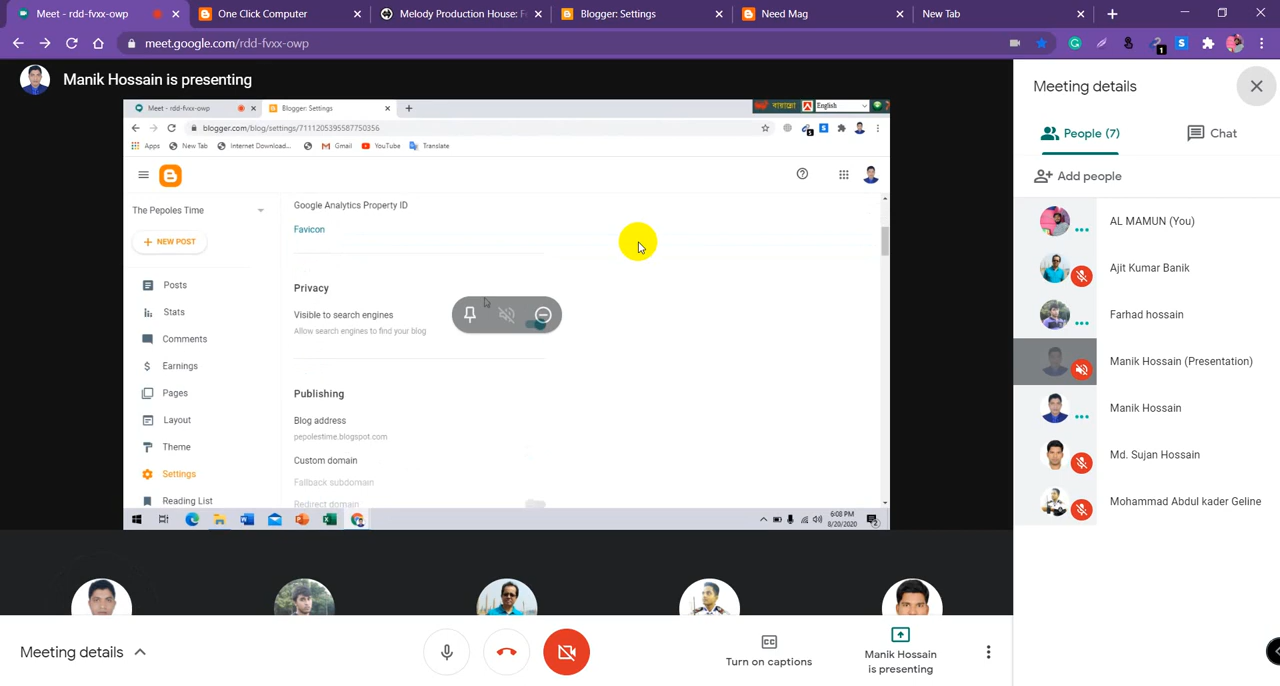 Meet - rdd-fvxx-owp
One Click Computer
Melody Production House: F
Blogger: Settings
Need Mag
New Tab
meet.google.com/rdd-fvxx-owp
1
Manik Hossain is presenting
Meet - rdd-fvxx-owp
Blogger: Settings
English
blogger.com/blog/settings/7111205395587750356
Apps
New Tab
Internet Download...
Gmail
YouTube
Translate
The Pepoles Time
NEW POST
Posts
Stats
Comments
Earnings
Pages
Layout
Theme
Settings
Reading List
Google Analytics Property ID
Favicon
Privacy
Visible to search engines
Allow search engines to find your blog
Publishing
Blog address
pepolestime.blogspot.com
Custom domain
Fallback subdomain
Redirect domain
6:08 PM
8/20/2020
Meeting details
People (7)
Chat
Add people
AL MAMUN (You)
Ajit Kumar Banik
Farhad hossain
Manik Hossain (Presentation)
Manik Hossain
Md. Sujan Hossain
Mohammad Abdul kader Geline
Meeting details
Turn on captions
Manik Hossain
is presenting